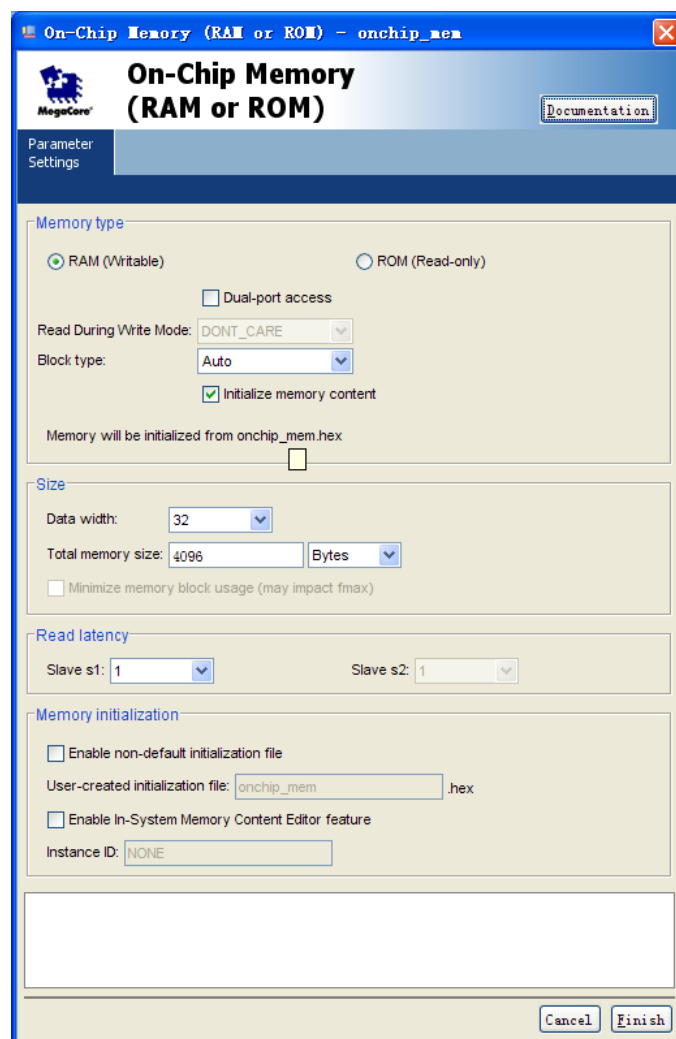 On-Chip Memory (RAM or ROM) - onchip_mem
MegaCore®
On-Chip Memory
(RAM or ROM)
Documentation
Parameter
Settings
Memory type
RAM (Writable) ROM (Read-only)
Dual-port access
Read During Write Mode: DONT_CARE
Block type: Auto
Initialize memory content
Memory will be initialized from onchip_mem.hex
Size
Data width: 32
Total memory size: 4096 Bytes
Minimize memory block usage (may impact fmax)
Read latency
Slave s1: 1 Slave s2: 1
Memory initialization
Enable non-default initialization file
User-created initialization file: onchip_mem .hex
Enable In-System Memory Content Editor feature
Instance ID: NONE
Cancel Finish